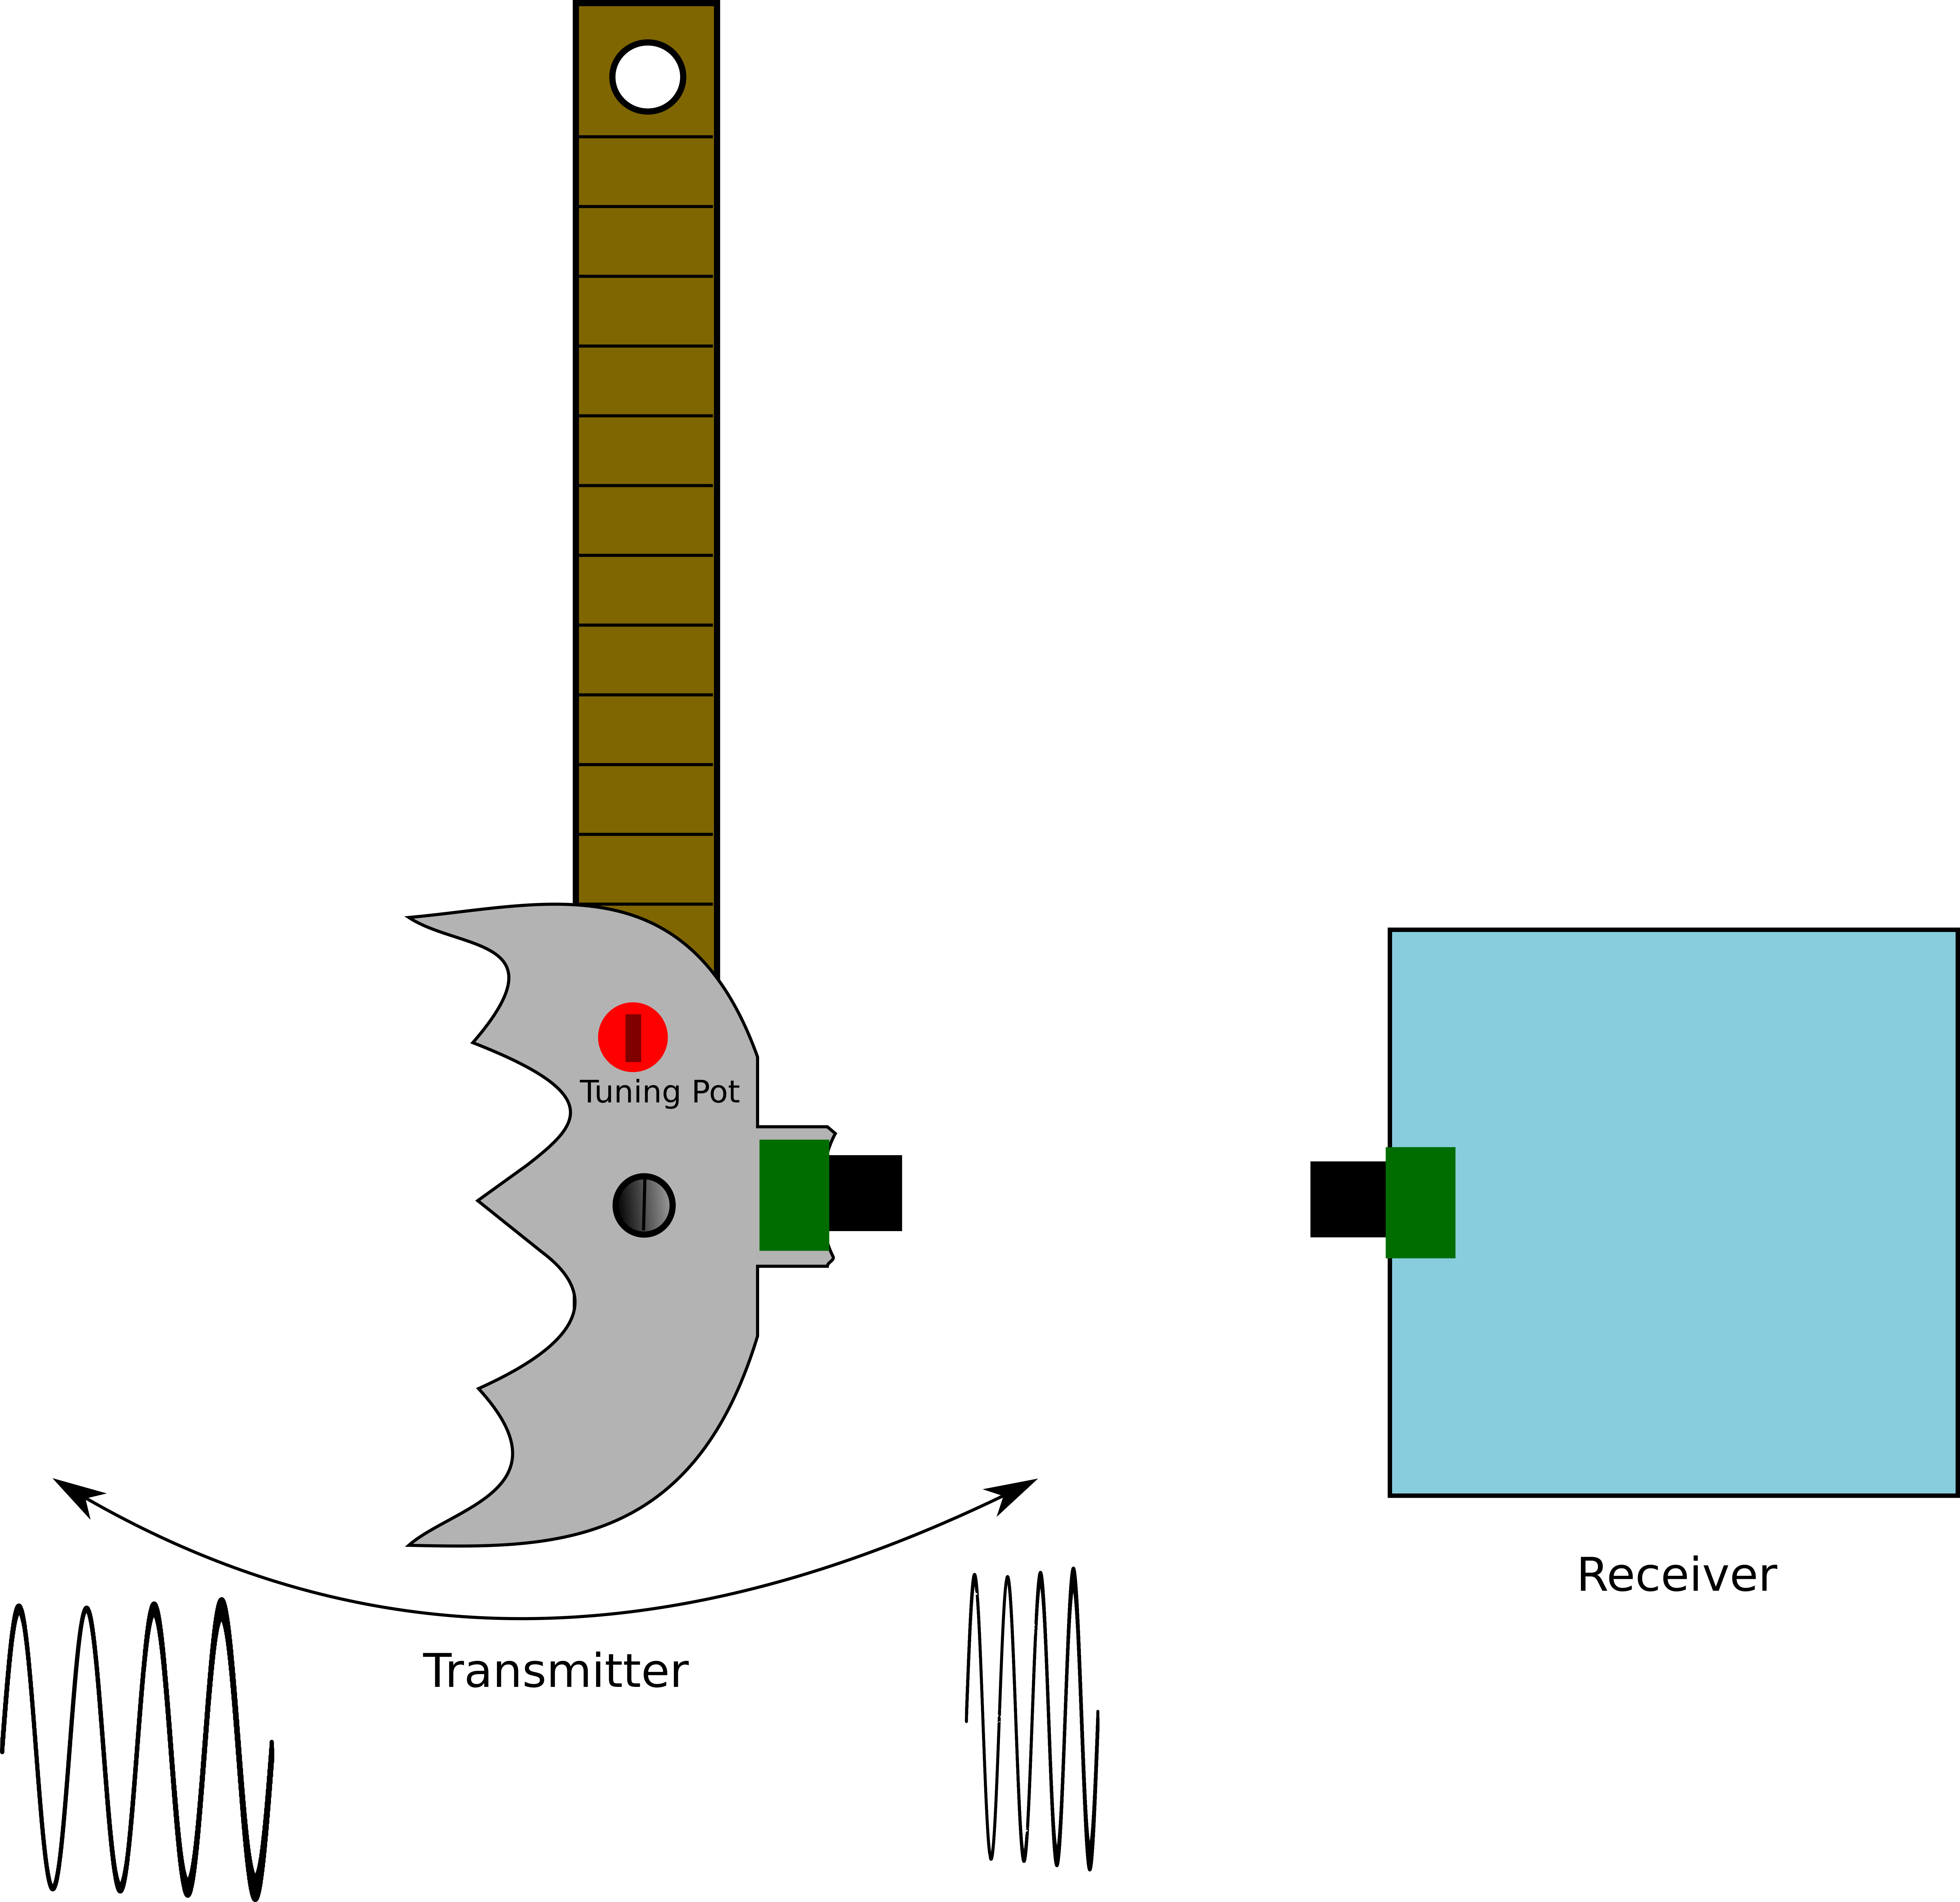 Tuning Pot
Receiver
Transmitter